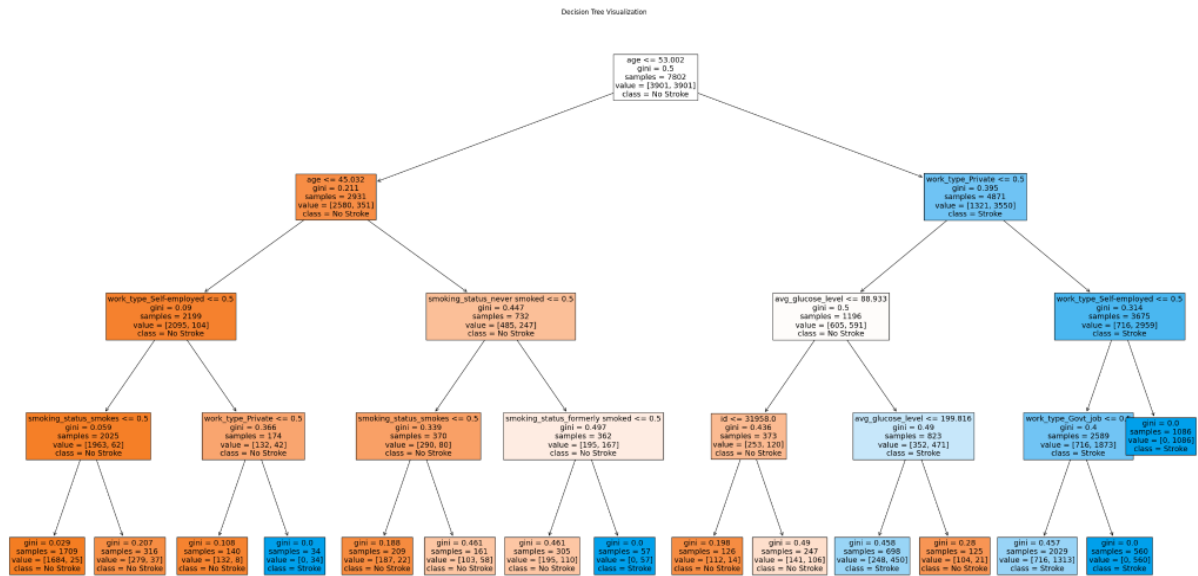 Decision Tree Visualization
age <= 53.002
gini = 0.5
samples = 7802
value = [3901, 3901]
class = No Stroke
age <= 45.032
gini = 0.211
samples = 2931
value = [2580, 351]
class = No Stroke
work_type_Private <= 0.5
gini = 0.395
samples = 4871
value = [1321, 3550]
class = Stroke
work_type_Self-employed <= 0.5
gini = 0.09
samples = 2199
value = [2095, 104]
class = No Stroke
smoking_status_never smoked <= 0.5
gini = 0.447
samples = 732
value = [485, 247]
class = No Stroke
avg_glucose_level <= 88.933
gini = 0.5
samples = 1196
value = [605, 591]
class = No Stroke
work_type_Self-employed <= 0.5
gini = 0.314
samples = 3675
value = [716, 2959]
class = Stroke
smoking_status_smokes <= 0.5
gini = 0.059
samples = 2025
value = [1963, 62]
class = No Stroke
work_type_Private <= 0.5
gini = 0.366
samples = 174
value = [132, 42]
class = No Stroke
smoking_status_smokes <= 0.5
gini = 0.339
samples = 370
value = [290, 80]
class = No Stroke
smoking_status_formerly smoked <= 0.5
gini = 0.497
samples = 362
value = [195, 167]
class = No Stroke
id <= 31958.0
gini = 0.436
samples = 373
value = [253, 120]
class = No Stroke
avg_glucose_level <= 199.816
gini = 0.49
samples = 823
value = [352, 471]
class = Stroke
work_type_Govt_job <= 0.
gini = 0.4
samples = 2589
value = [716, 1873]
class = Stroke
gini = 0.0
samples = 1086
value = [0, 1086]
class = Stroke
gini = 0.029
samples = 1709
value = [1684, 25]
class = No Stroke
gini = 0.207
samples = 316
value = [279, 37]
class = No Stroke
gini = 0.108
samples = 140
value = [132, 8]
class = No Stroke
gini = 0.0
samples = 34
value = [0, 34]
class = Stroke
gini = 0.188
samples = 209
value = [187, 22]
class = No Stroke
gini = 0.461
samples = 161
value = [103, 58]
class = No Stroke
gini = 0.461
samples = 305
value = [195, 110]
class = No Stroke
gini = 0.0
samples = 57
value = [0, 57]
class = Stroke
gini = 0.198
samples = 126
value = [112, 14]
class = No Stroke
gini = 0.49
samples = 247
value = [141, 106]
class = No Stroke
gini = 0.458
samples = 698
value = [248, 450]
class = Stroke
gini = 0.28
samples = 125
value = [104, 21]
class = No Stroke
gini = 0.457
samples = 2029
value = [716, 1313]
class = Stroke
gini = 0.0
samples = 560
value = [0, 560]
class = Stroke